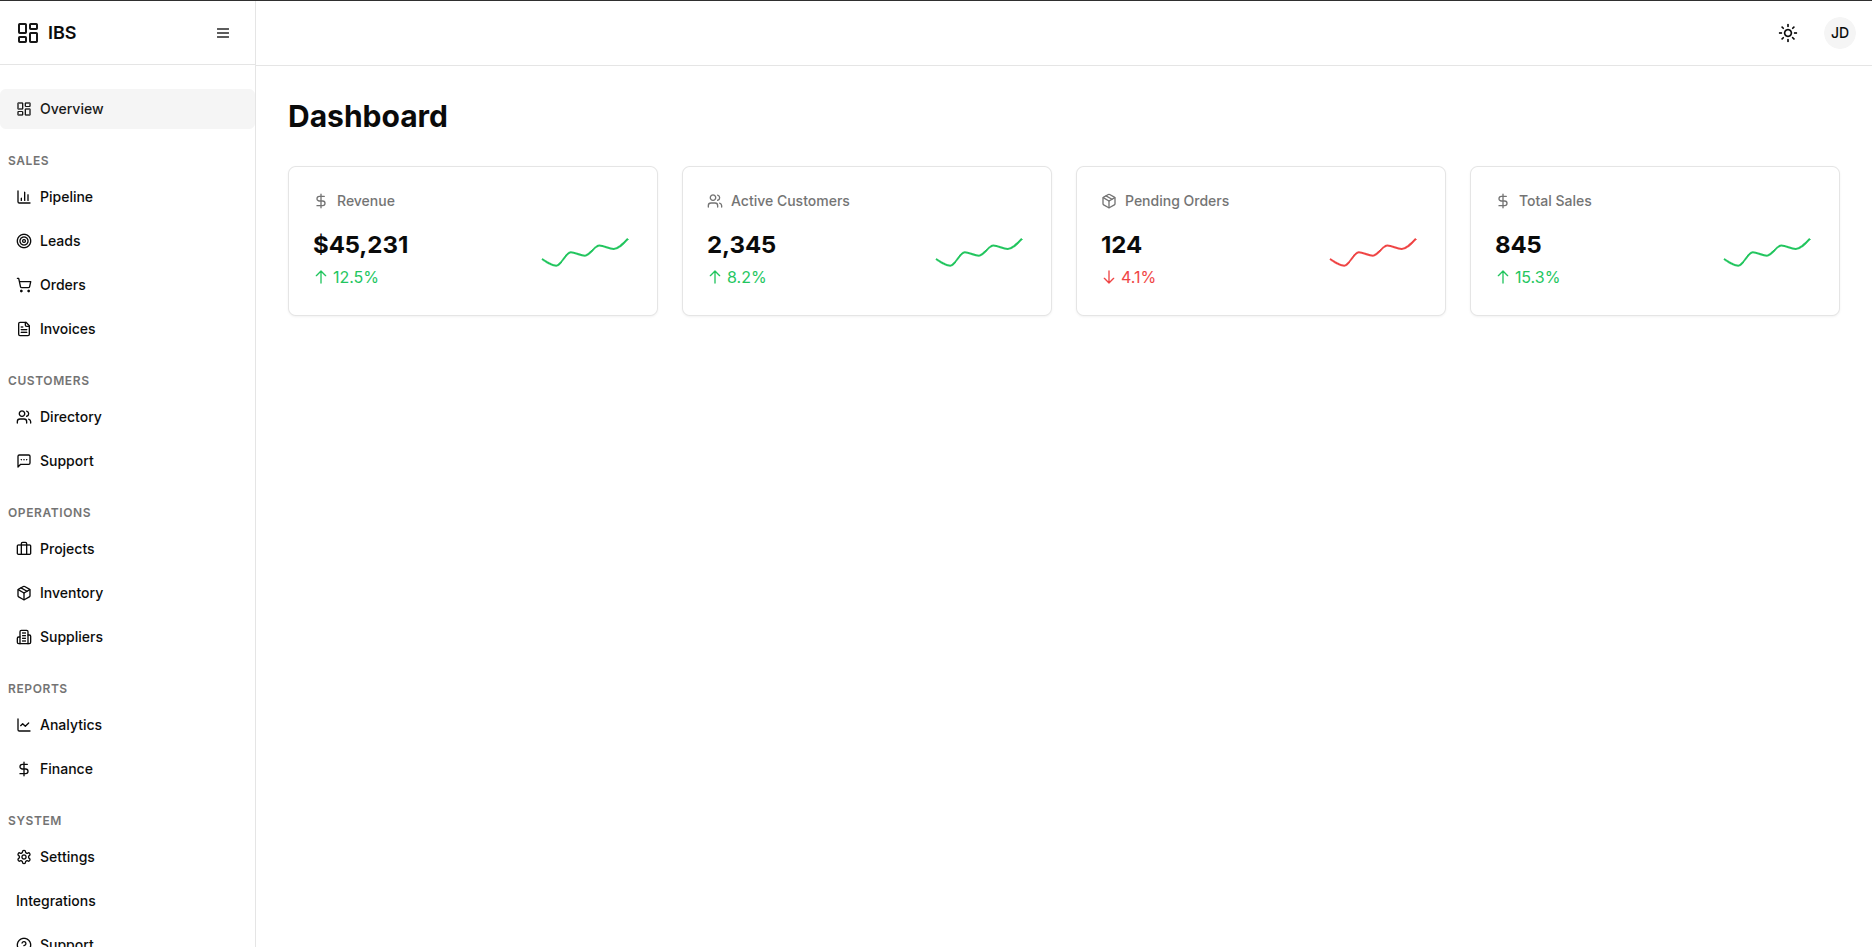 IBS
JD
Overview
SALES
Pipeline
Leads
Orders
Invoices
CUSTOMERS
Directory
Support
OPERATIONS
Projects
Inventory
Suppliers
REPORTS
Analytics
Finance
SYSTEM
Settings
Integrations
Support
Dashboard
Revenue
$45,231
12.5%
Active Customers
2,345
8.2%
Pending Orders
124
4.1%
Total Sales
845
15.3%